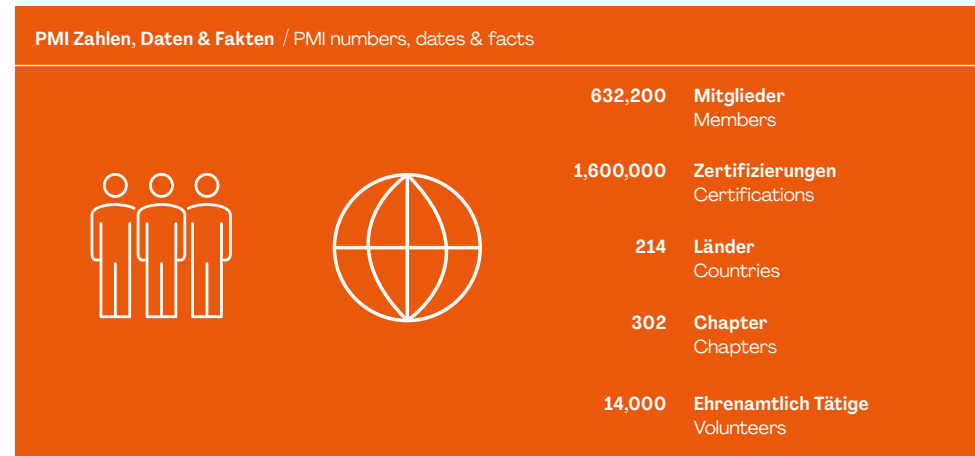 PMI Zahlen, Daten & Fakten / PMI numbers, dates & facts
632,200 Mitglieder
Members
1,600,000 Zertifizierungen
Certifications
214 Länder
Countries
302 Chapter
Chapters
14,000 Ehrenamtlich Tätige
Volunteers